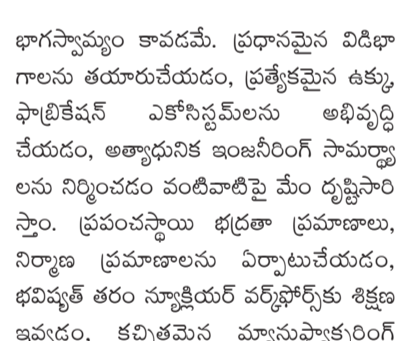 భాగస్వామ్యం కావడమే. ప్రధానమైన విడిభా
గాలను తయారుచేయడం, ప్రత్యేకమైన ఉక్కు,
ఫాబ్రికేషన్ ఎకోసిస్టమ్‌లను అభివృద్ధి
చేయడం, అత్యాధునిక ఇంజనీరింగ్ సామర్థ్యా
లను నిర్మించడం వంటివాటిపై మేం దృష్టిసారి
స్తాం. ప్రపంచస్థాయి భద్రతా ప్రమాణాలు,
నిర్మాణ ప్రమాణాలను ఏర్పాటుచేయడం,
భవిష్యత్ తరం న్యూక్లియర్ వర్క్‌ఫోర్స్‌కు శిక్షణ
ఇవ్వడం, కచ్చితమైన మ్యానుఫ్యాక్చరింగ్